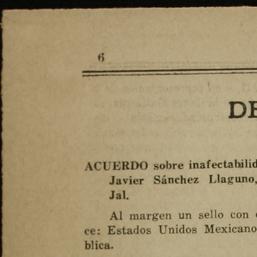 6
DE
ACUERDO sobre inafectabilid
Javier Sánchez Llaguno,
Jal.
Al margen un sello con
ce: Estados Unidos Mexicano
blica.